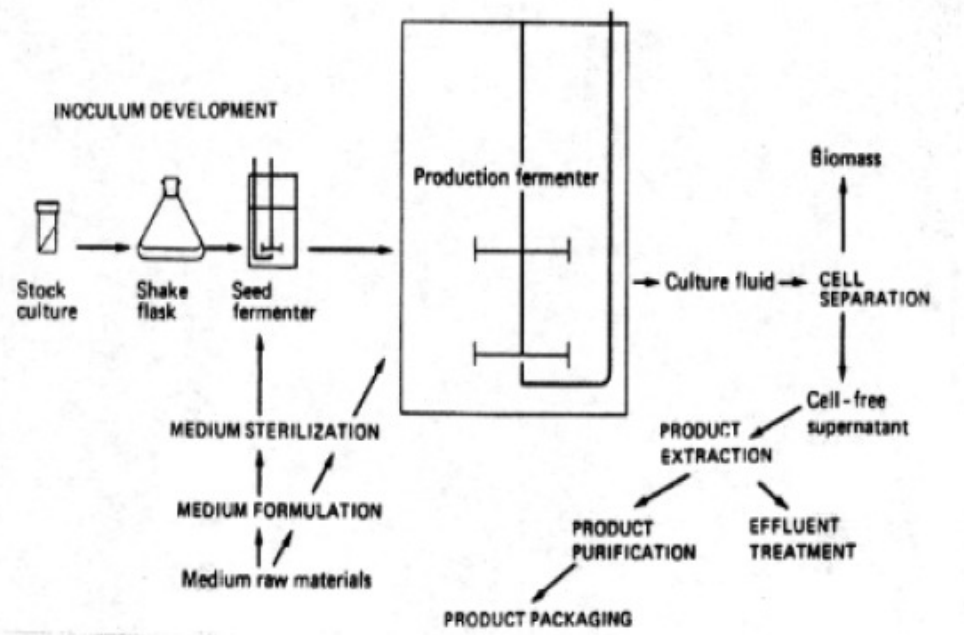 INOCULUM DEVELOPMENT
Production fermenter
Biomass
Stock
culture
Shake
flask
Seed
fermenter
Culture fluid
CELL
SEPARATION
Cell-free
supernatant
MEDIUM STERILIZATION
PRODUCT
EXTRACTION
MEDIUM FORMULATION
PRODUCT
PURIFICATION
EFFLUENT
TREATMENT
Medium raw materials
PRODUCT PACKAGING